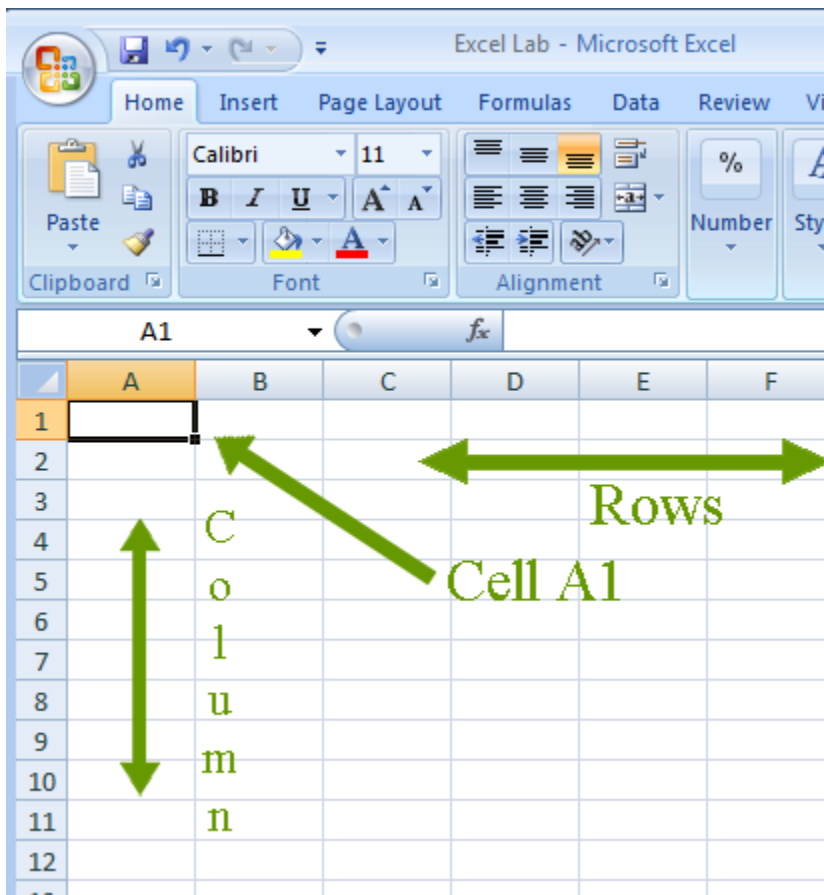 Excel Lab - Microsoft Excel
Home Insert Page Layout Formulas Data Review
Calibri 11
B I U A A
Paste
A
% 
Number
Clipboard Font Alignment
A1 fx
A B C D E F
1
2
3
Rows
4
5
Cell A1
6
7
8
9
10
11
12
Column